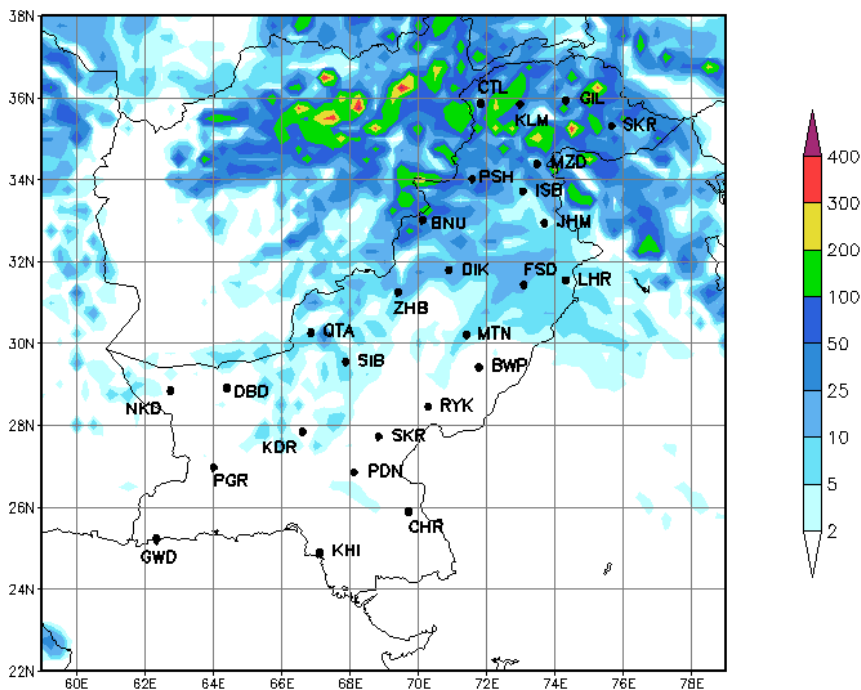 38N
CTL
GIL
36N
KLM
SKR
400
MZD
34N
PSH
ISB
300
BNU
JHM
200
32N
DIK
FSD
LHR
100
ZHB
QTA
MTN
50
30N
SIB
BWP
25
NKD
DBD
RYK
28N
KDR
SKR
10
PGR
PDN
5
26N
CHR
2
GWD
KHI
24N
22N
60E 62E 64E 66E 68E 70E 72E 74E 76E 78E